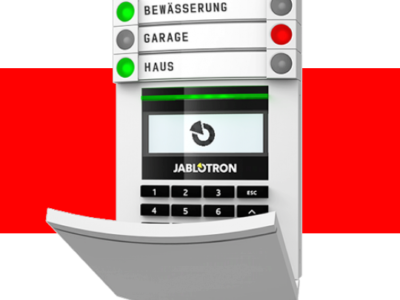 BEWÄSSERUNG
GARAGE
HAUS
JABLOTRON
1 2 3 ESC
4 5 6